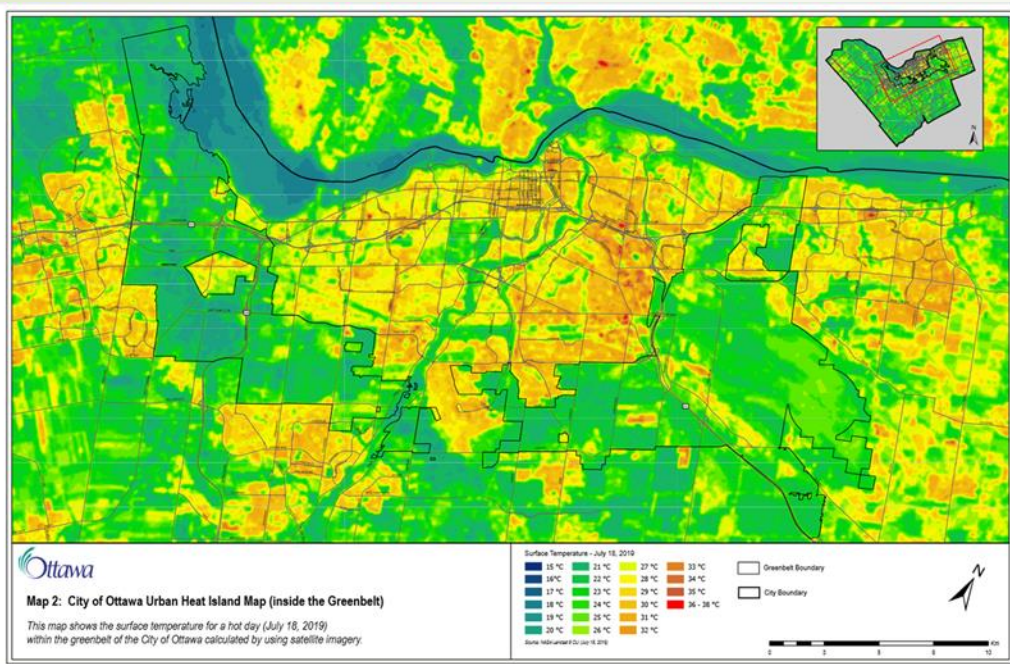 N
Ottawa
Map 2: City of Ottawa Urban Heat Island Map (inside the Greenbelt)
This map shows the surface temperature for a hot day (July 18, 2019)
within the greenbelt of the City of Ottawa calculated by using satellite imagery.
Surface Temperature - July 18, 2019
15 °C 21 °C 27 °C 33 °C
16 °C 22 °C 28 °C 34 °C
17 °C 23 °C 29 °C 35 °C
18 °C 24 °C 30 °C 36 - 38 °C
19 °C 25 °C 31 °C
20 °C 26 °C 32 °C
Greenbelt Boundary
City Boundary
N
Km